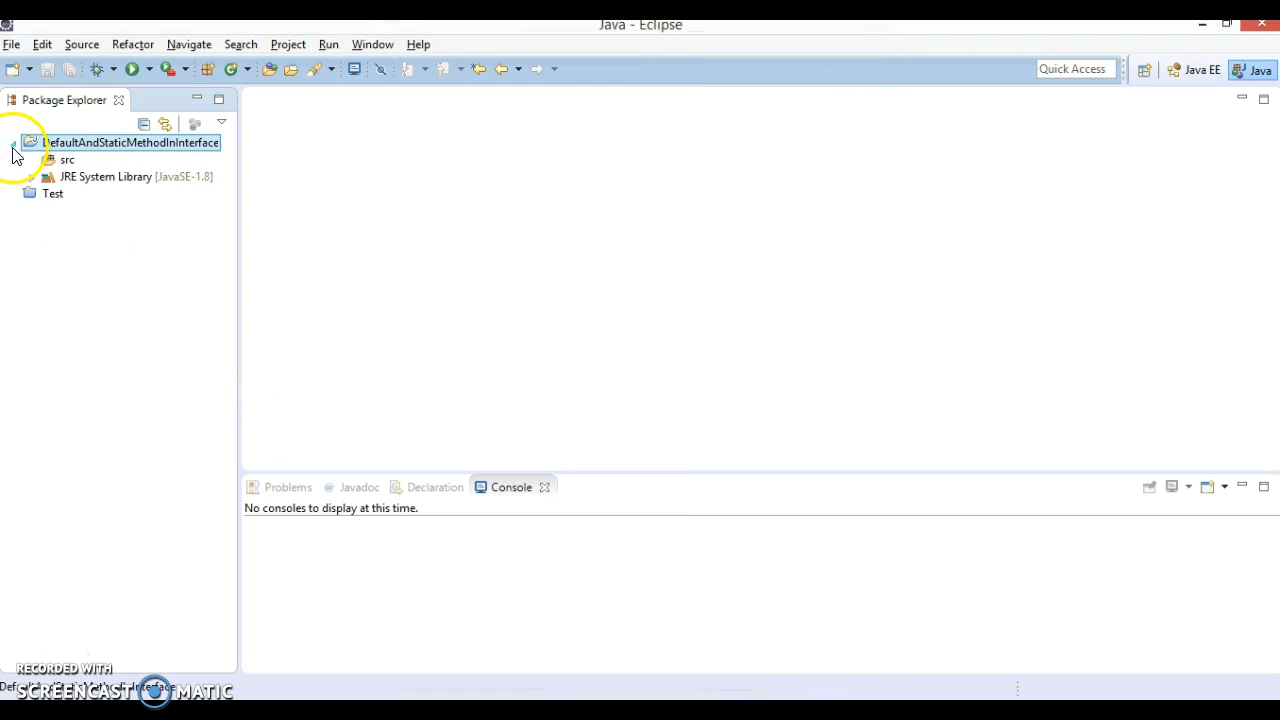 Java - Eclipse
File Edit Source Refactor Navigate Search Project Run Window Help
Quick Access Java EE Java
Package Explorer
DefaultAndStaticMethodInInterface
src
JRE System Library [JavaSE-1.8]
Test
Problems Javadoc Declaration Console
No consoles to display at this time.
RECORDED WITH
SCREENCAST MATIC